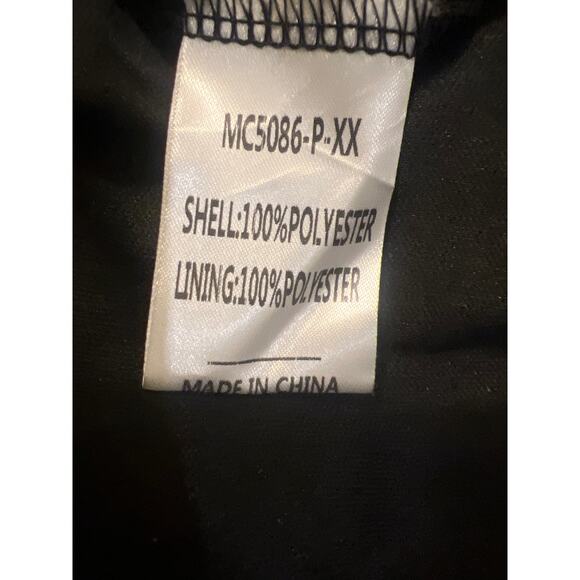 MC5086-P-XX
SHELL:100%POLYESTER
LINING:100%POLYESTER
MADE IN CHINA